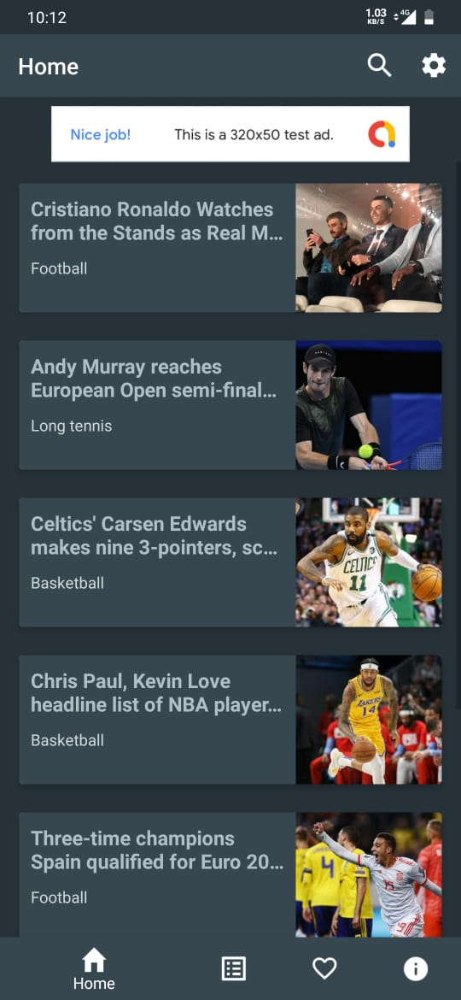 10:12
1.03
KB/S
4G
Home
Nice job!
This is a 320x50 test ad.
Cristiano Ronaldo Watches
from the Stands as Real M...
Football
Andy Murray reaches
European Open semi-final...
Long tennis
Celtics' Carsen Edwards
makes nine 3-pointers, sc...
Basketball
CELTICS
11
Chris Paul, Kevin Love
headline list of NBA player...
Basketball
LAKERS
14
Three-time champions
Spain qualified for Euro 20...
Football
4
15
Home